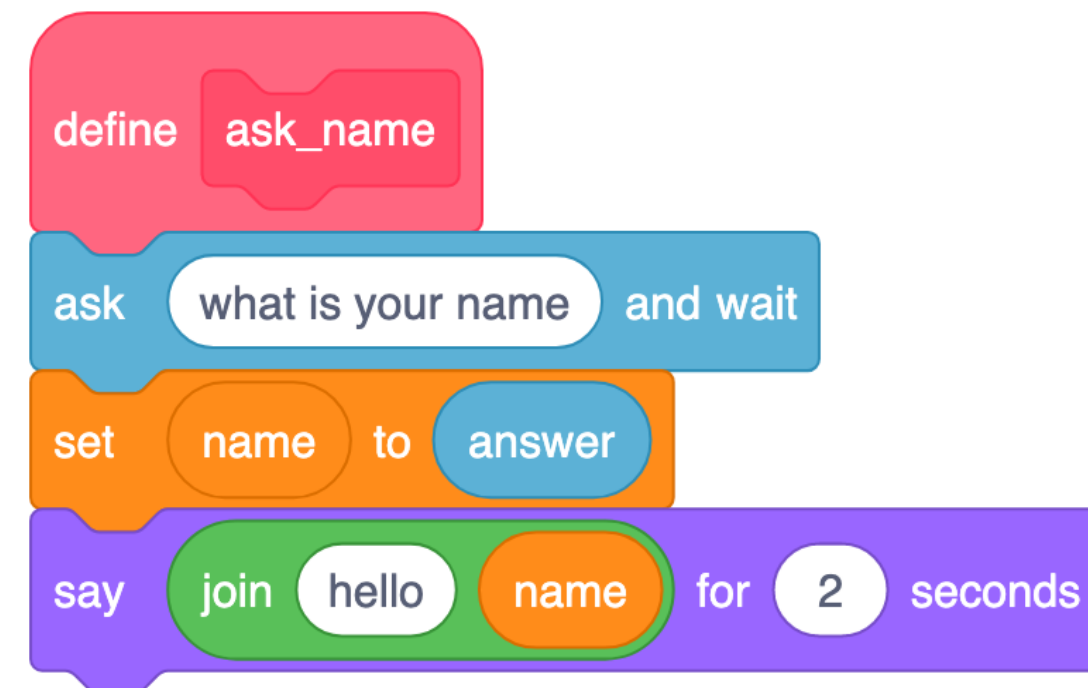 define ask_name
ask what is your name and wait
set name to answer
say join hello name for 2 seconds